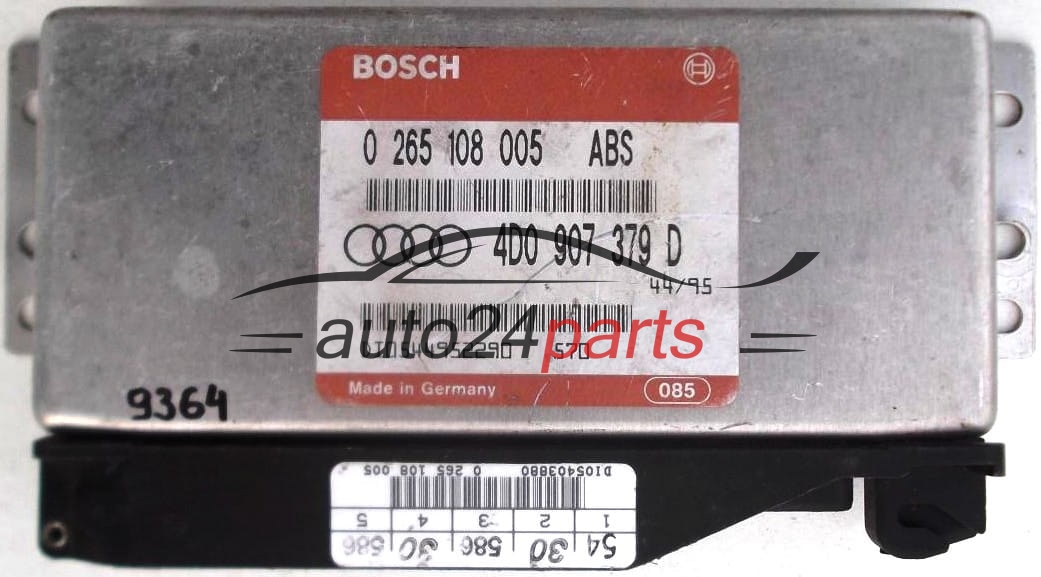 BOSCH
0 265 108 005 ABS
4D0 907 379 D
44/95
auto24parts
Made in Germany 085
9364
DI05403880 0 265 108 005
1 2 3 4 5
54 30 586 30 586